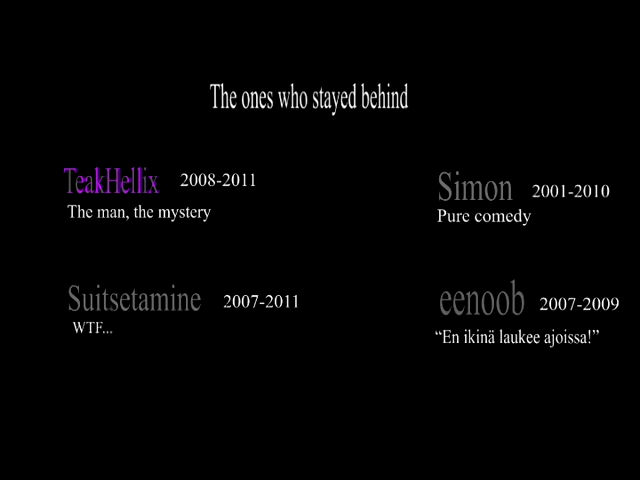 The ones who stayed behind
TeakHellix 2008-2011
The man, the mystery
Simon 2001-2010
Pure comedy
Suitsetamine 2007-2011
WTF...
eenoob 2007-2009
“En ikinä laukee ajoissa!”